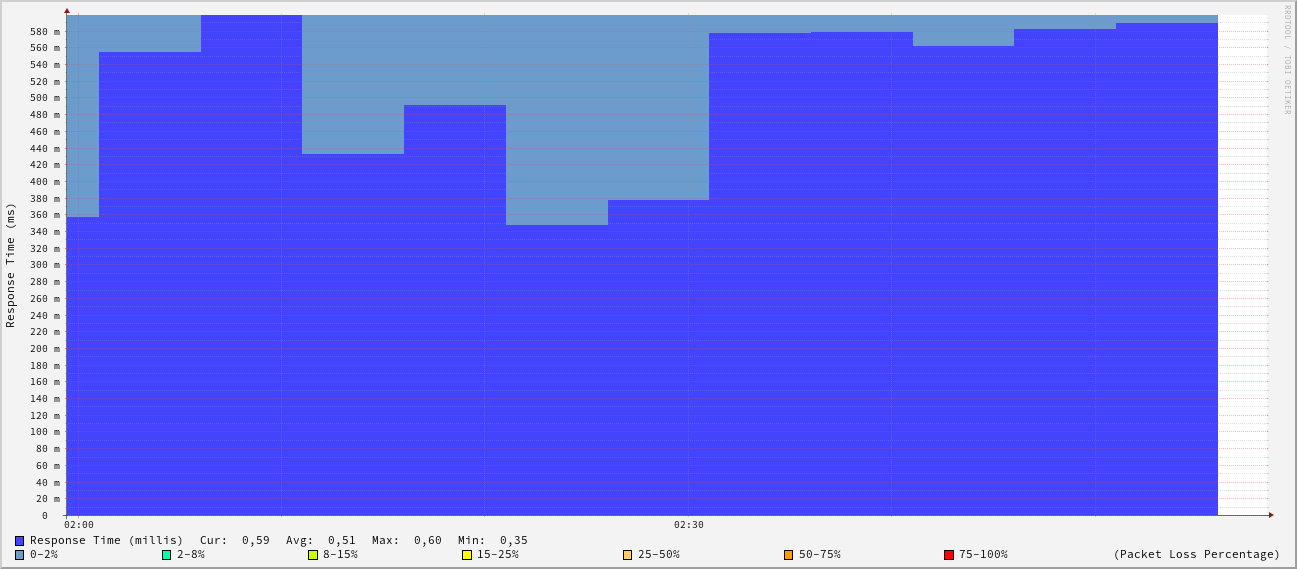 RRDTOOL / TOBI OETIKER
Response Time (ms)
580 m
560 m
540 m
520 m
500 m
480 m
460 m
440 m
420 m
400 m
380 m
360 m
340 m
320 m
300 m
280 m
260 m
240 m
220 m
200 m
180 m
160 m
140 m
120 m
100 m
80 m
60 m
40 m
20 m
0
02:00 02:30
Response Time (millis) Cur: 0,59 Avg: 0,51 Max: 0,60 Min: 0,35
0-2% 2-8% 8-15% 15-25% 25-50% 50-75% 75-100% (Packet Loss Percentage)